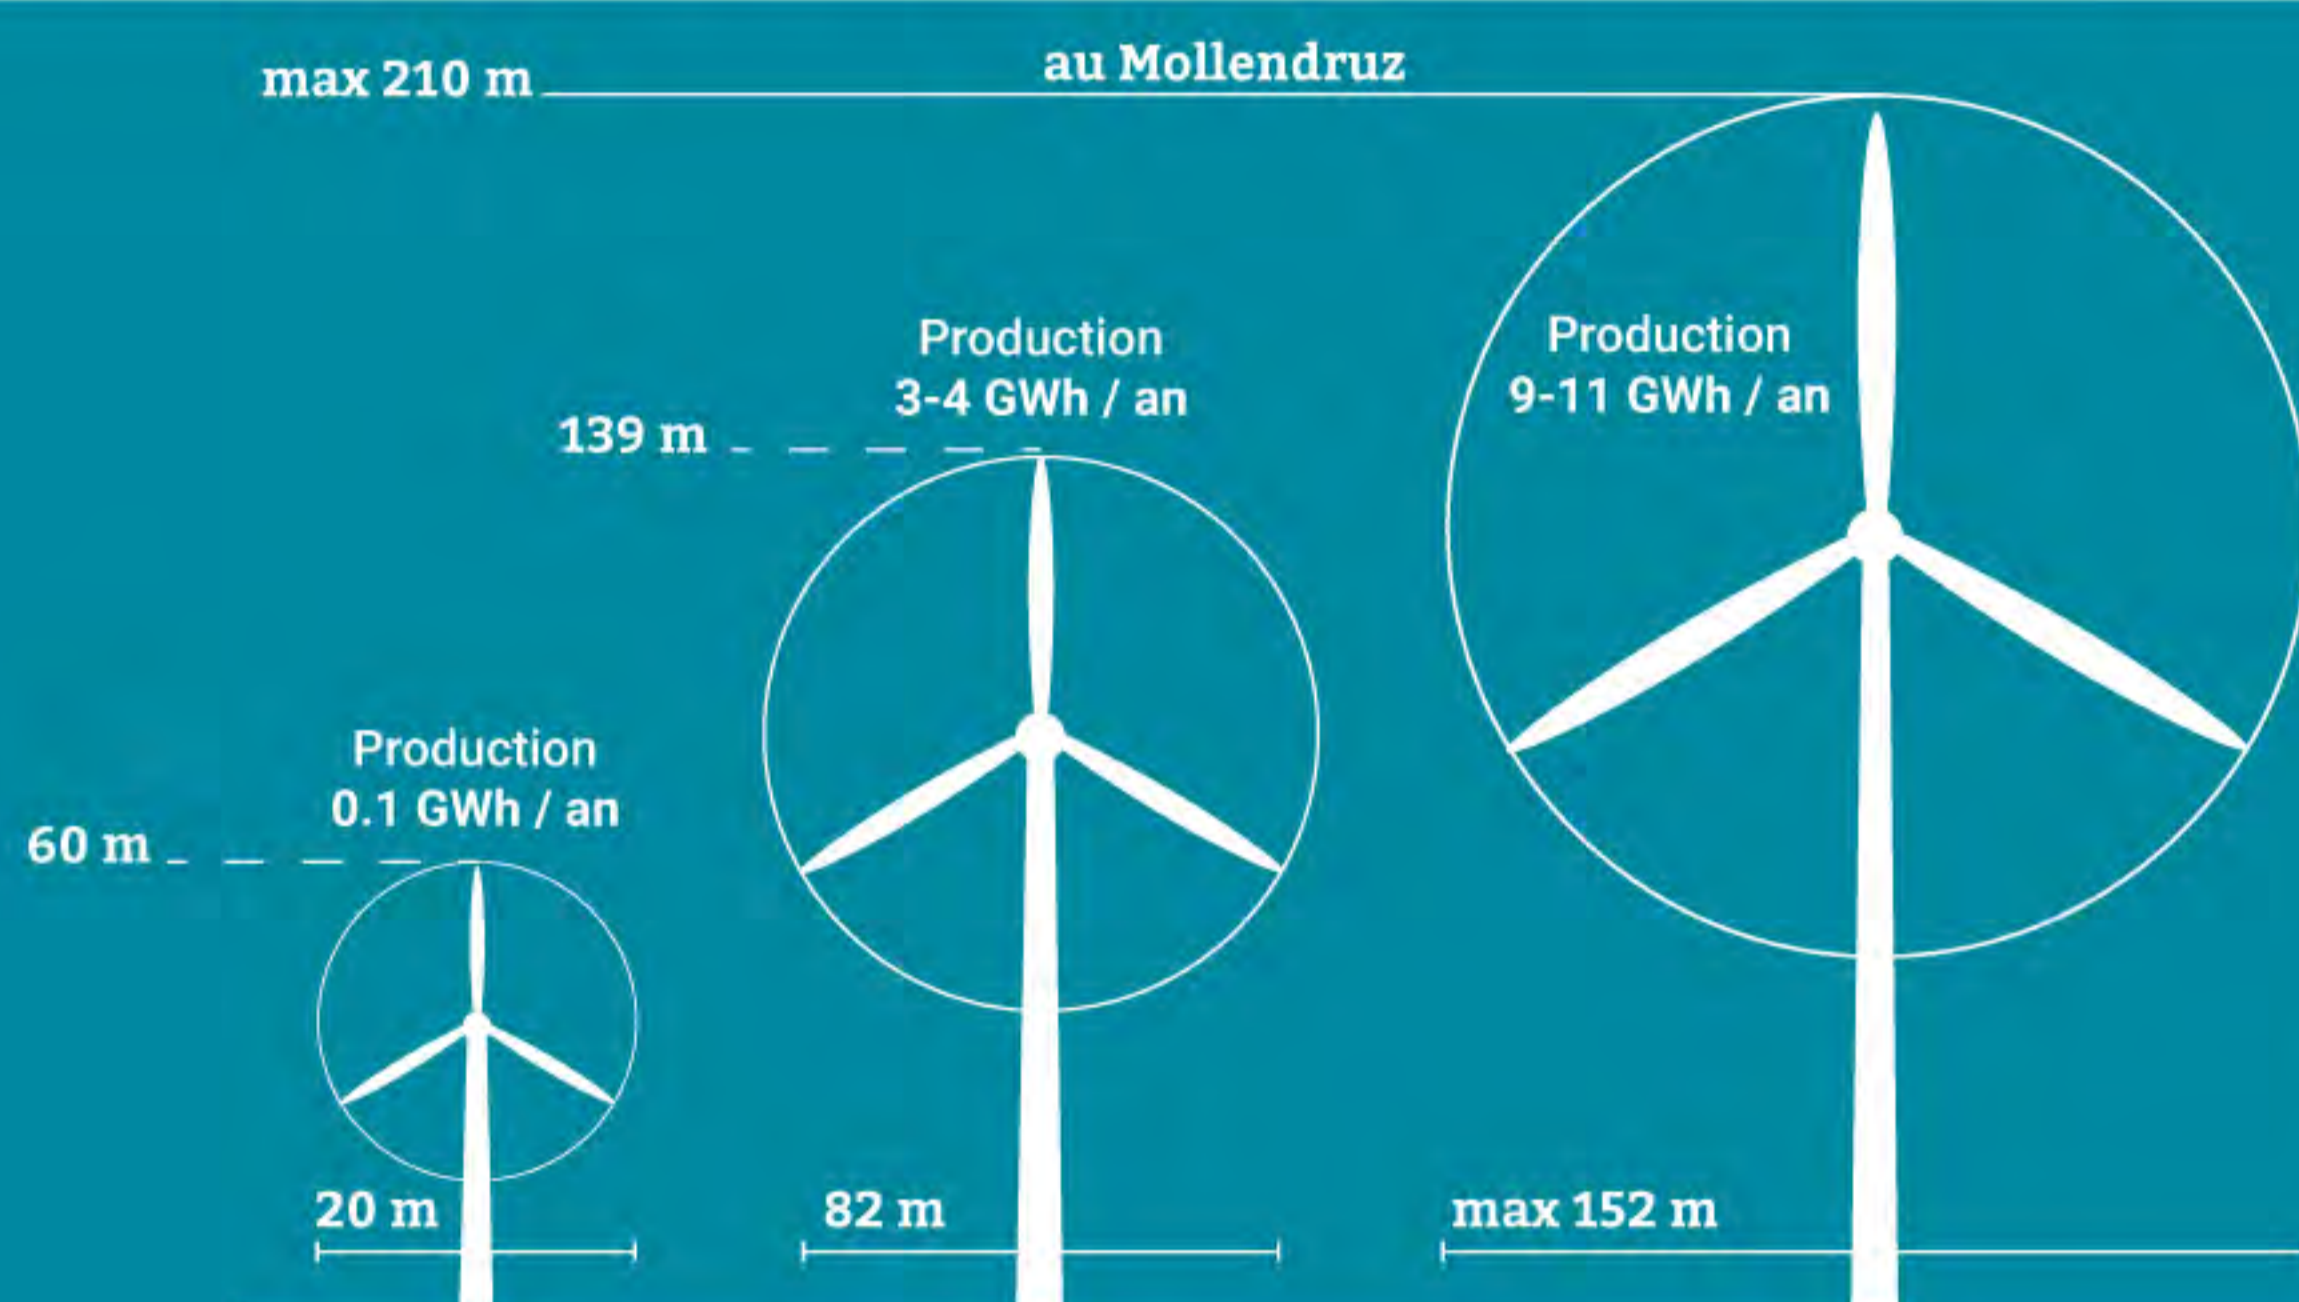 au Mollendruz
max 210 m
Production
9-11 GWh / an
Production
3-4 GWh / an
139 m
Production
0.1 GWh / an
60 m
20 m
82 m
max 152 m